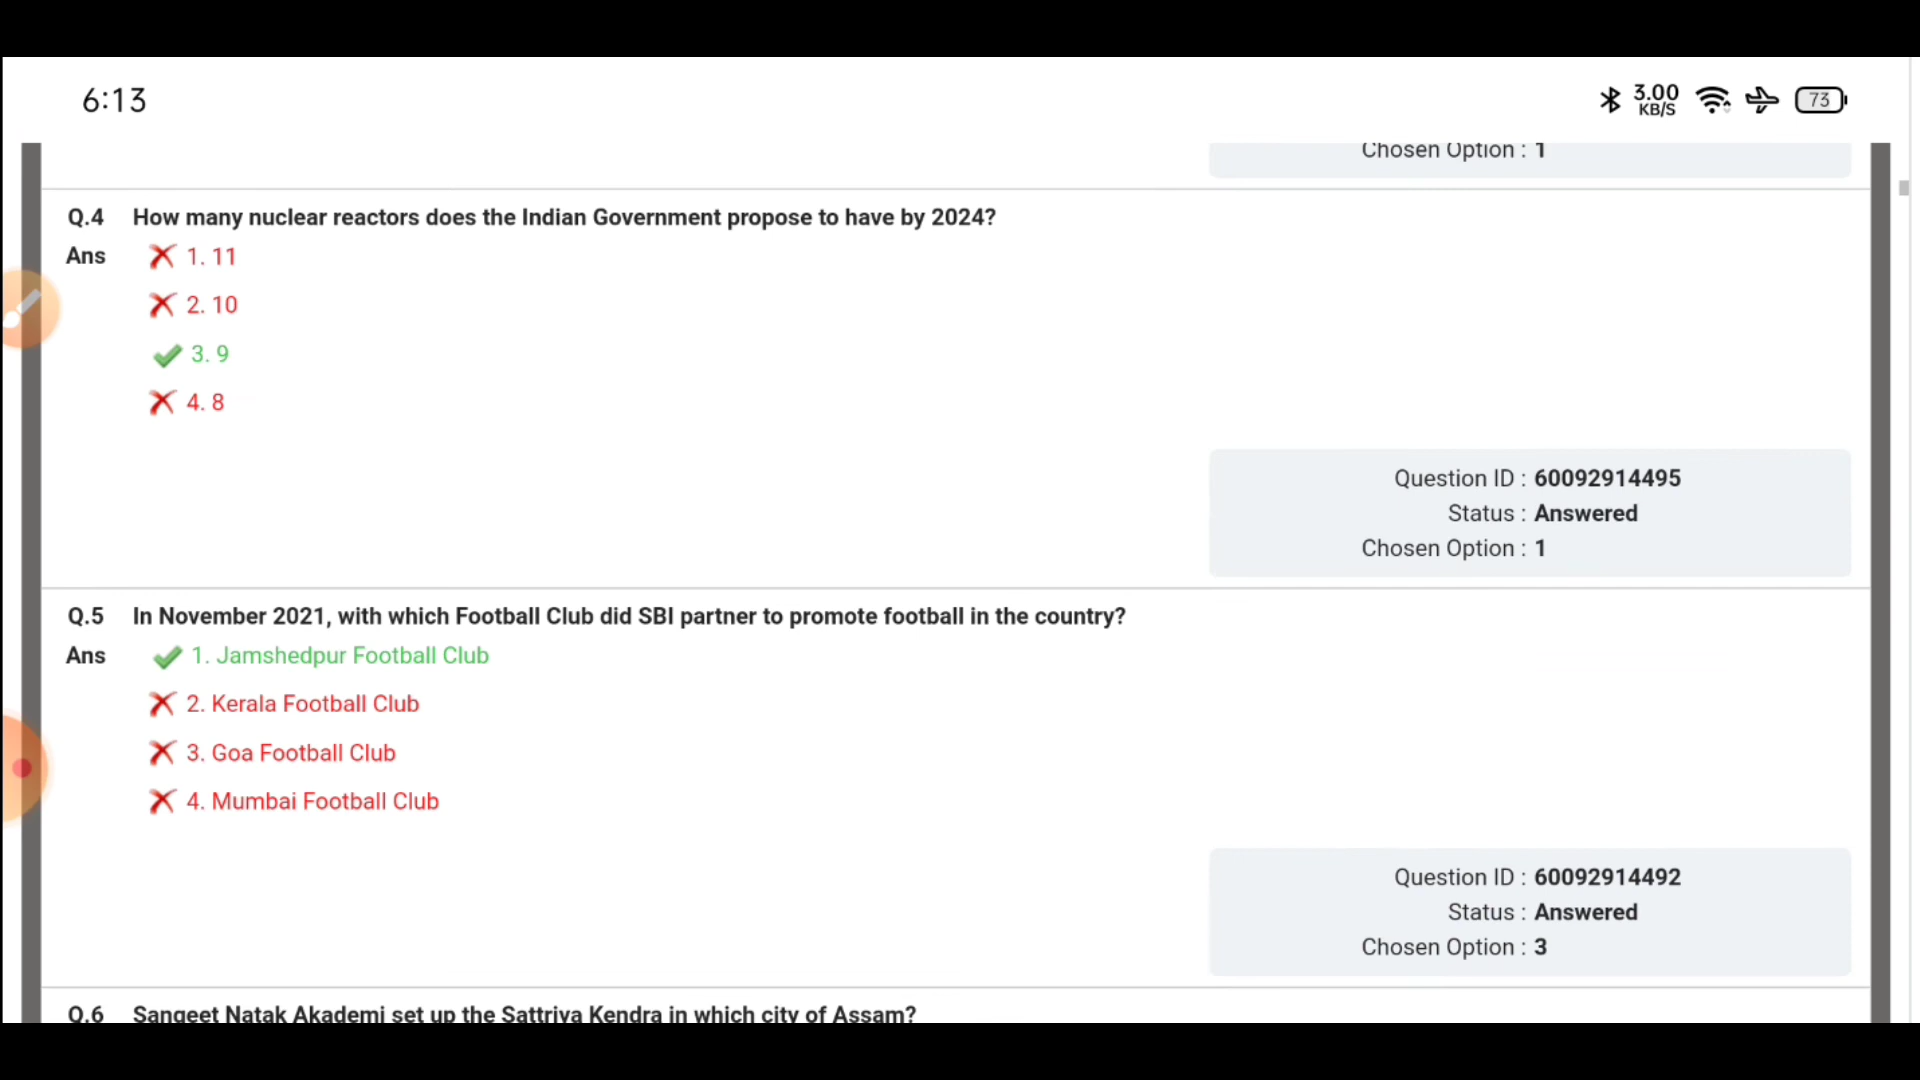 6:13
3.00
KB/S
73
Chosen Option : 1
Q.4 How many nuclear reactors does the Indian Government propose to have by 2024?
Ans 1. 11
2. 10
3. 9
4. 8
Question ID : 60092914495
Status : Answered
Chosen Option : 1
Q.5 In November 2021, with which Football Club did SBI partner to promote football in the country?
Ans 1. Jamshedpur Football Club
2. Kerala Football Club
3. Goa Football Club
4. Mumbai Football Club
Question ID : 60092914492
Status : Answered
Chosen Option : 3
Q.6 Sangeet Natak Akademi set up the Sattriya Kendra in which city of Assam?